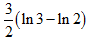 3/2 (ln 3 − ln 2)